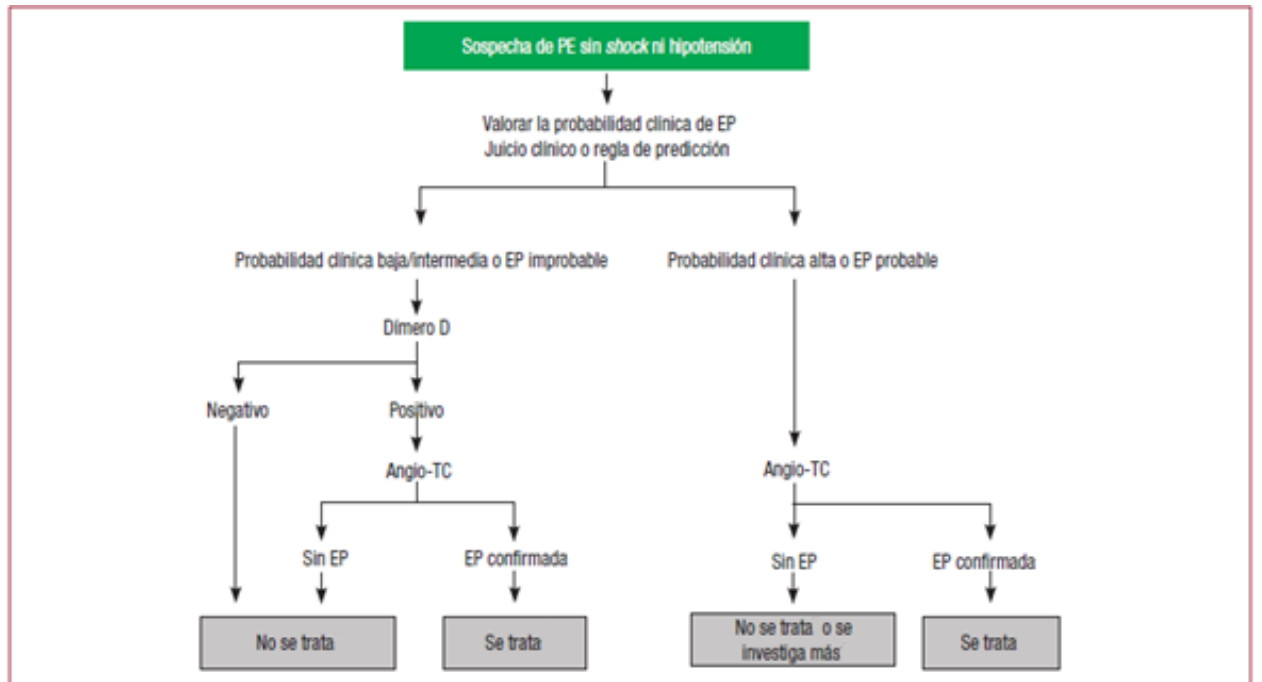 Sospecha de PE sin shock ni hipotensión
Valorar la probabilidad clínica de EP
Juicio clínico o regla de predicción
Probabilidad clínica baja/intermedia o EP improbable
Probabilidad clínica alta o EP probable
Dímero D
Negativo
Positivo
Angio-TC
Angio-TC
Sin EP
EP confirmada
Sin EP
EP confirmada
No se trata
Se trata
No se trata o se
investiga más
Se trata